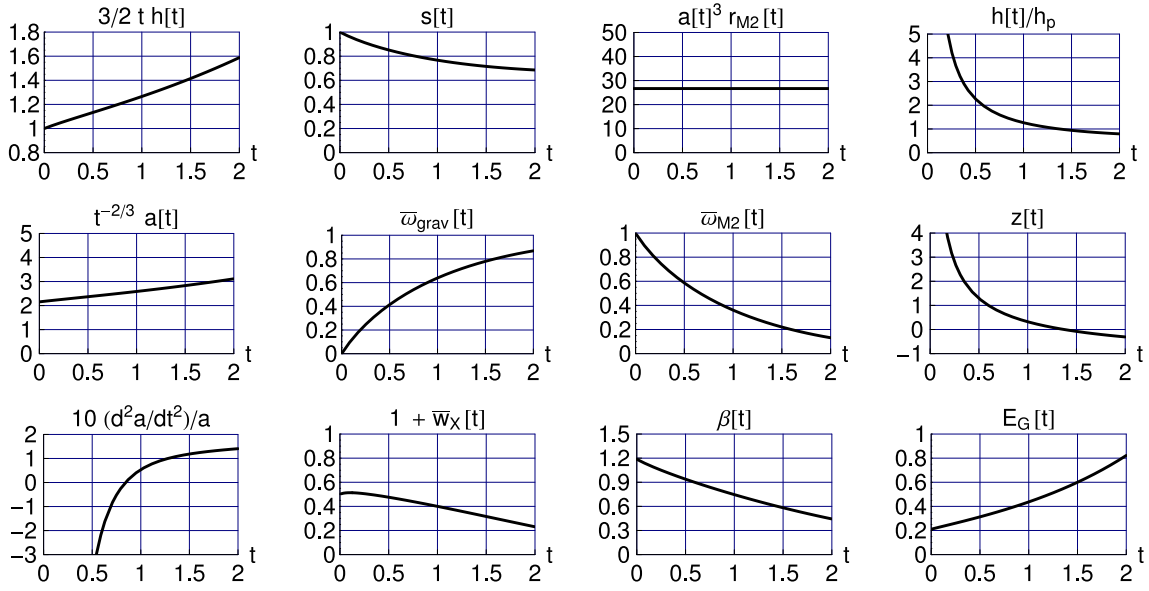 3/2 t h[t]
1.8
1.6
1.4
1.2
1
0.8
0 0.5 1 1.5 2
t
s[t]
1
0.8
0.6
0.4
0.2
0
0 0.5 1 1.5 2
t
a[t]³ r_M2[t]
50
40
30
20
10
0
0 0.5 1 1.5 2
t
h[t]/h_p
5
4
3
2
1
0
0 0.5 1 1.5 2
t
t^−2/3 a[t]
5
4
3
2
1
0
0 0.5 1 1.5 2
t
ω̅_grav[t]
1
0.8
0.6
0.4
0.2
0
0 0.5 1 1.5 2
t
ω̅_M2[t]
1
0.8
0.6
0.4
0.2
0
0 0.5 1 1.5 2
t
z[t]
4
3
2
1
0
−1
0 0.5 1 1.5 2
t
10 (d²a/dt²)/a
2
1
0
−1
−2
−3
0 0.5 1 1.5 2
t
1 + w̅_X[t]
1
0.8
0.6
0.4
0.2
0
0 0.5 1 1.5 2
t
β[t]
1.5
1.2
0.9
0.6
0.3
0
0 0.5 1 1.5 2
t
E_G[t]
1
0.8
0.6
0.4
0.2
0
0 0.5 1 1.5 2
t